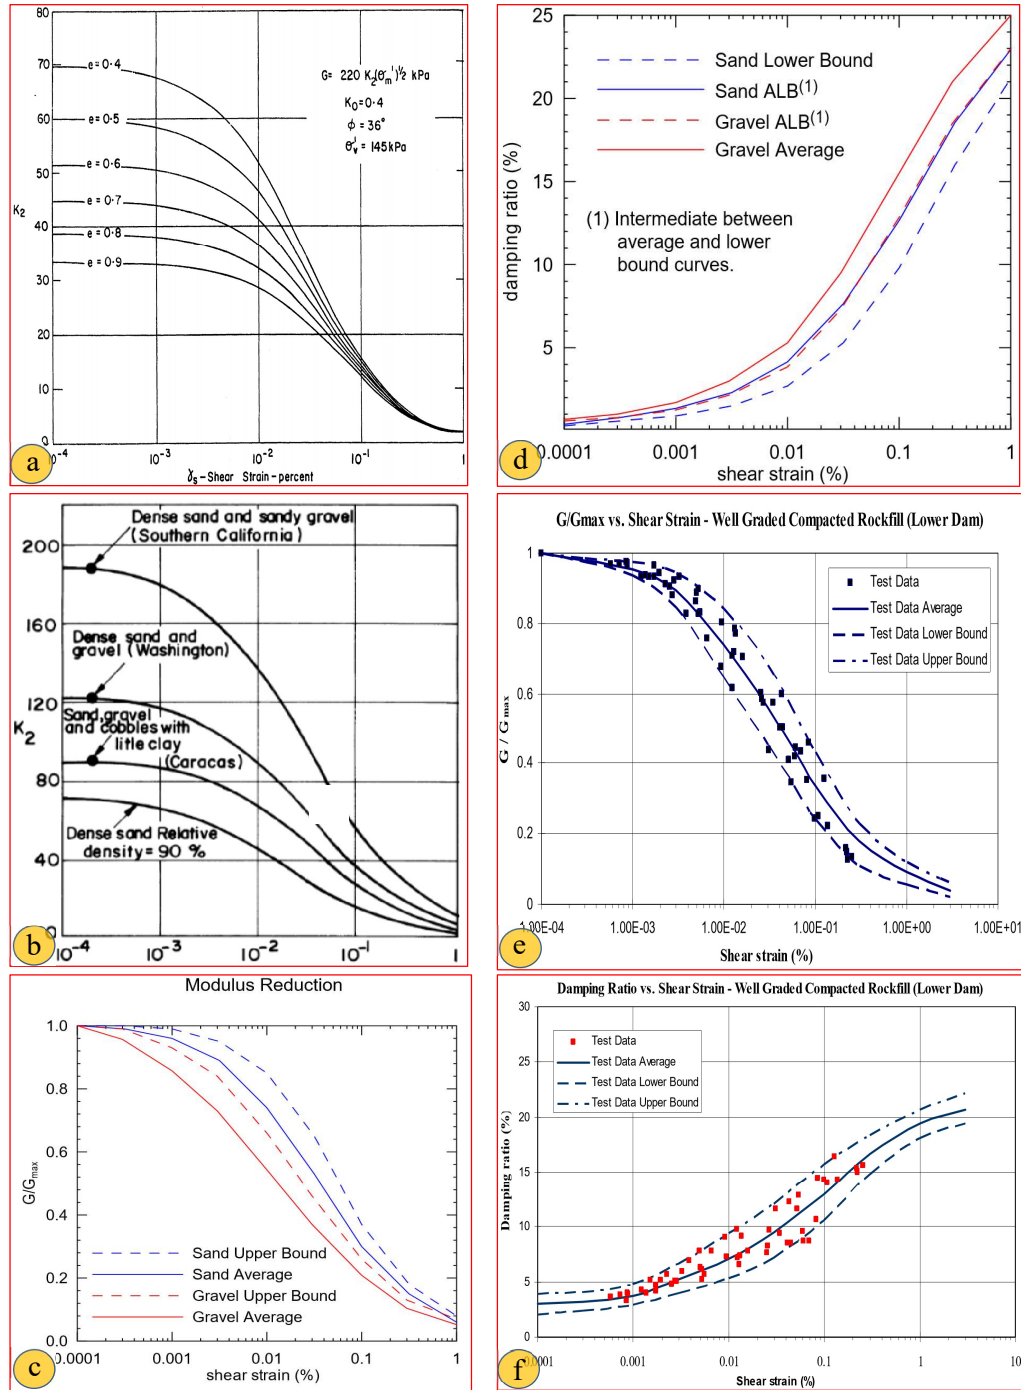 80
70
60
50
K2
40
30
20
10
0
e=0.4
e=0.5
e=0.6
e=0.7
e=0.8
e=0.9
G= 220 K2(σm')½ kPa
K0=0.4
ϕ = 36°
σv' = 145kPa
10-4
10-3
10-2
10-1
1
γs-Shear Strain-percent
a
25
20
15
10
5
damping ratio (%)
Sand Lower Bound
Sand ALB(1)
Gravel ALB(1)
Gravel Average
(1) Intermediate between
average and lower
bound curves.
0.0001
0.001
0.01
0.1
1
shear strain (%)
d
200
160
120
K2
80
40
0
Dense sand and sandy gravel
(Southern California)
Dense sand and
gravel (Washington)
Sand, gravel
and cobbles with
little clay
(Caracas)
Dense sand Relative
density = 90 %
10-4
10-3
10-2
10-1
1
b
G/Gmax vs. Shear Strain - Well Graded Compacted Rockfill (Lower Dam)
1
0.8
0.6
0.4
0.2
0
G / G max
Test Data
Test Data Average
Test Data Lower Bound
Test Data Upper Bound
1.00E-04
1.00E-03
1.00E-02
1.00E-01
1.00E+00
1.00E+01
Shear strain (%)
e
Modulus Reduction
1.0
0.8
0.6
0.4
0.2
0.0
G/Gmax
Sand Upper Bound
Sand Average
Gravel Upper Bound
Gravel Average
0.0001
0.001
0.01
0.1
1
shear strain (%)
c
Damping Ratio vs. Shear Strain - Well Graded Compacted Rockfill (Lower Dam)
30
25
20
15
10
5
0
Damping ratio (%)
Test Data
Test Data Average
Test Data Lower Bound
Test Data Upper Bound
0.0001
0.001
0.01
0.1
1
10
Shear strain (%)
f